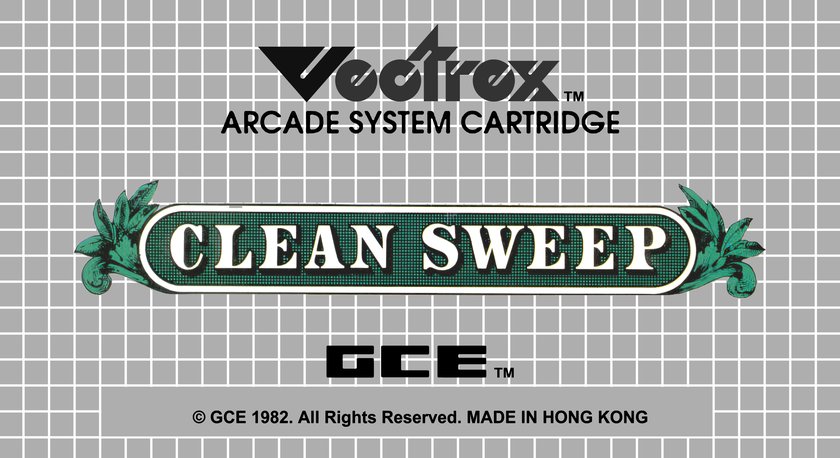 Vectrex™
ARCADE SYSTEM CARTRIDGE
CLEAN SWEEP
GCE™
© GCE 1982. All Rights Reserved. MADE IN HONG KONG